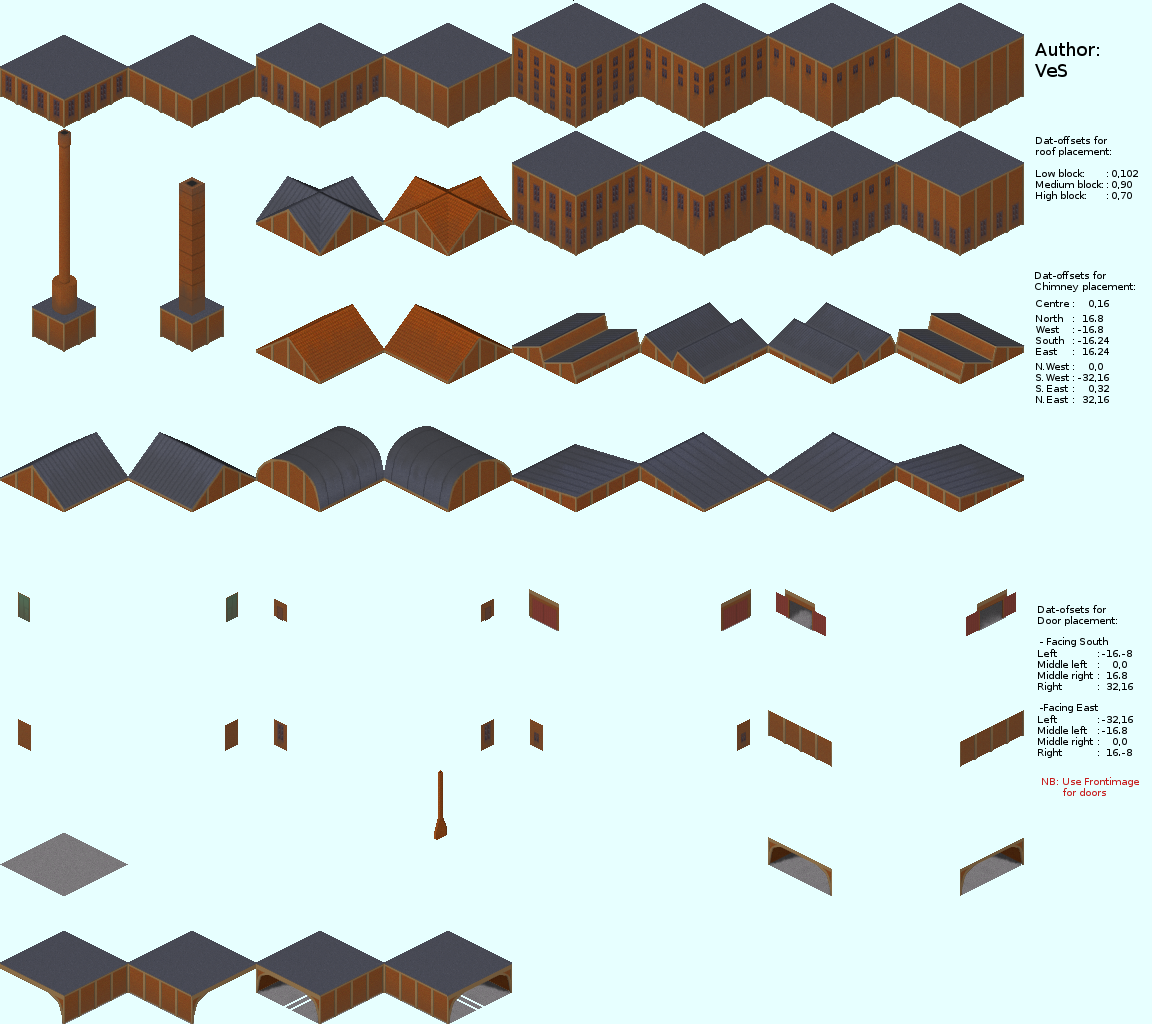 Author:
VeS
Dat-offsets for
roof placement:
Low block: : 0,102
Medium block: : 0,90
High block: : 0,70
Dat-offsets for
Chimney placement:
Centre : 0,16
North : 16.8
West : -16.8
South : -16.24
East : 16.24
N.West : 0,0
S.West : -32,16
S.East : 0,32
N.East : 32,16
Dat-ofsets for
Door placement:
- Facing South
Left : -16.-8
Middle left : 0,0
Middle right : 16.8
Right : 32,16
-Facing East
Left : -32,16
Middle left : -16.8
Middle right : 0,0
Right : 16.-8
NB: Use Frontimage
for doors